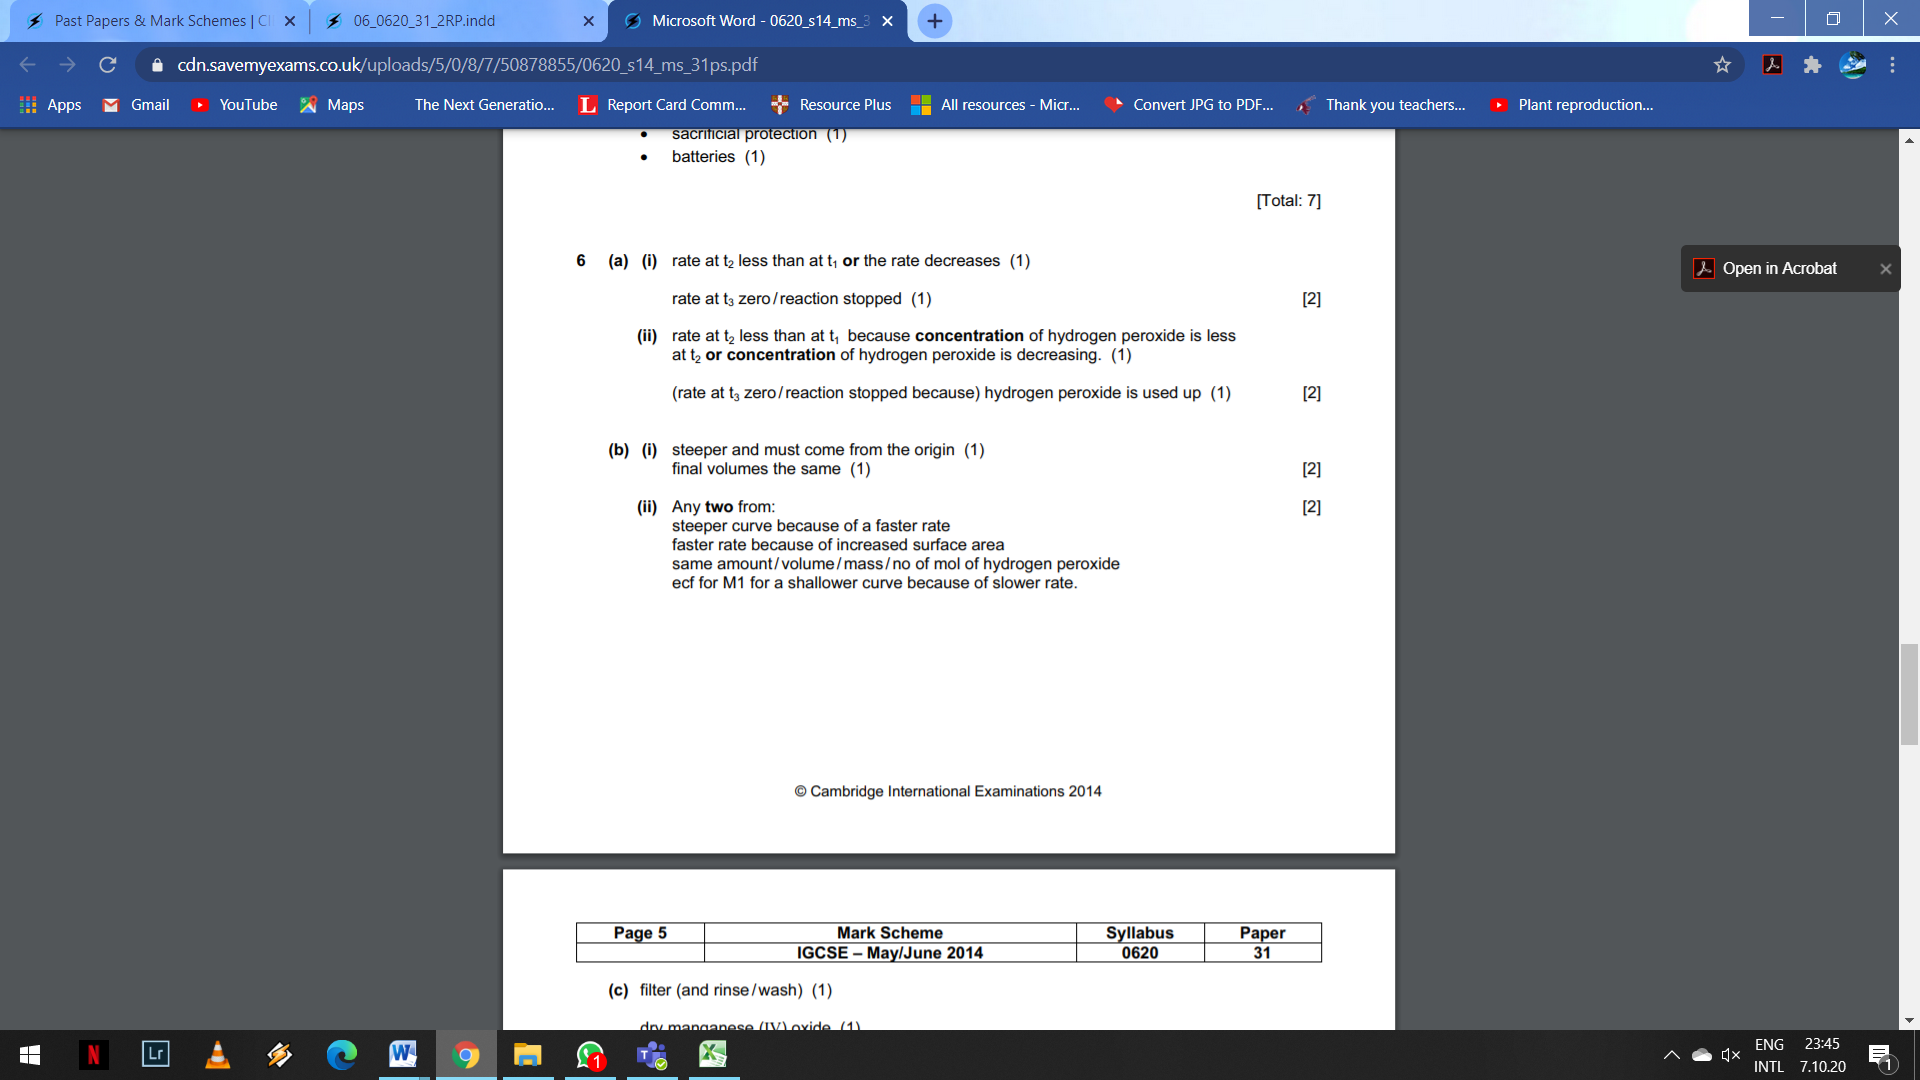 Past Papers & Mark Schemes | C
06_0620_31_2RP.indd
Microsoft Word - 0620_s14_ms_3
cdn.savemyexams.co.uk/uploads/5/0/8/7/50878855/0620_s14_ms_31ps.pdf
Apps Gmail YouTube Maps The Next Generatio... Report Card Comm... Resource Plus All resources - Micr... Convert JPG to PDF... Thank you teachers... Plant reproduction...
• sacrificial protection (1)
• batteries (1)
[Total: 7]
Open in Acrobat
6 (a) (i) rate at t₂ less than at t₁ or the rate decreases (1)
rate at t₃ zero/reaction stopped (1) [2]
(ii) rate at t₂ less than at t₁ because concentration of hydrogen peroxide is less
at t₂ or concentration of hydrogen peroxide is decreasing. (1)
(rate at t₃ zero/reaction stopped because) hydrogen peroxide is used up (1) [2]
(b) (i) steeper and must come from the origin (1)
final volumes the same (1) [2]
(ii) Any two from: [2]
steeper curve because of a faster rate
faster rate because of increased surface area
same amount/volume/mass/no of mol of hydrogen peroxide
ecf for M1 for a shallower curve because of slower rate.
© Cambridge International Examinations 2014
Page 5 Mark Scheme Syllabus Paper
IGCSE – May/June 2014 0620 31
(c) filter (and rinse/wash) (1)
dry manganese (IV) oxide (1)
N Lr W 1 T X
ENG 23:45
INTL 7.10.20
1